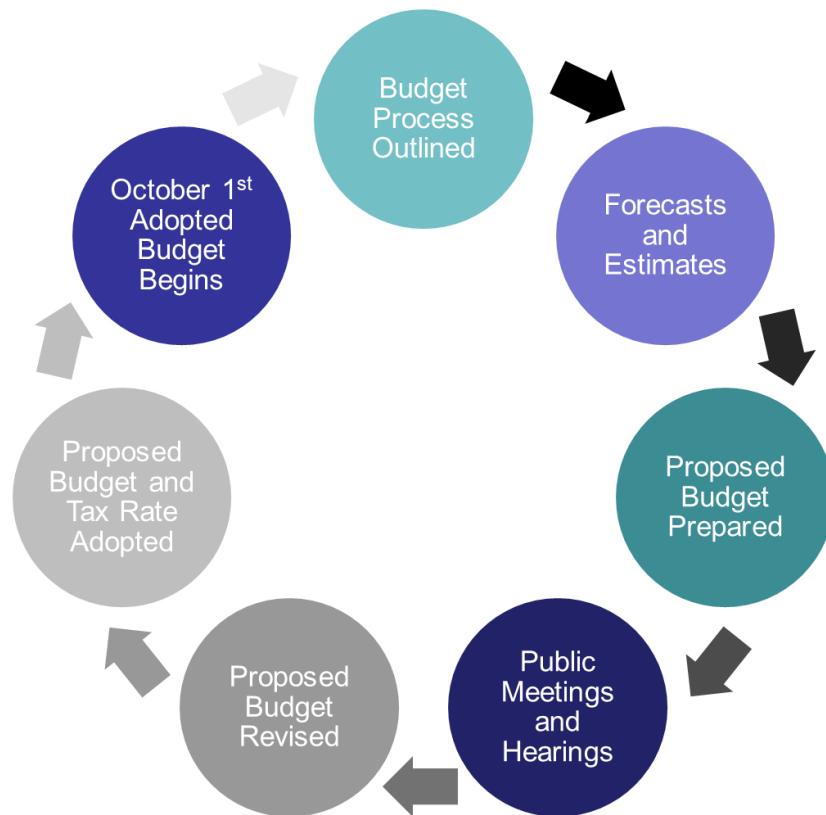 Budget
Process
Outlined
Forecasts
and
Estimates
Proposed
Budget
Prepared
Public
Meetings
and
Hearings
Proposed
Budget
Revised
Proposed
Budget and
Tax Rate
Adopted
October 1st
Adopted
Budget
Begins